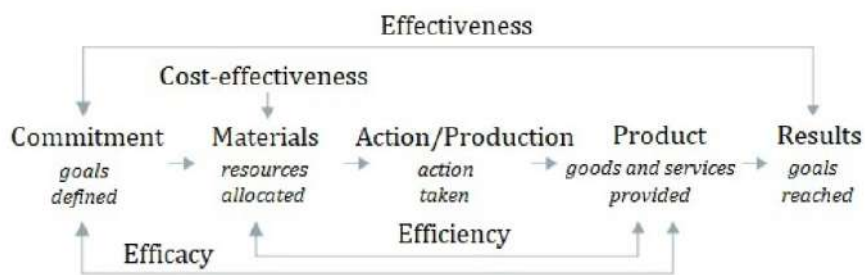 Effectiveness
Cost-effectiveness
Commitment Materials Action/Production Product Results
goals resources action goods and services goals
defined allocated taken provided reached
Efficiency
Efficacy